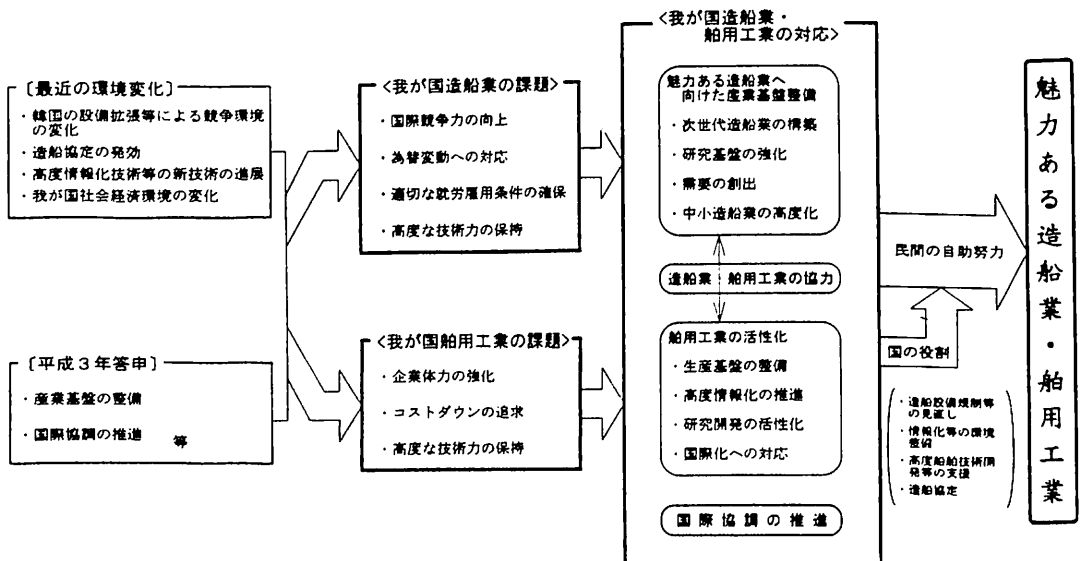 〔最近の環境変化〕
・韓国の設備拡張等による競争環境
の変化
・造船協定の発効
・高度情報化技術等の新技術の進展
・我が国社会経済環境の変化
〔平成３年答申〕
・産業基盤の整備
・国際協調の推進　等
<我が国造船業の課題>
・国際競争力の向上
・為替変動への対応
・適切な就労雇用条件の確保
・高度な技術力の保持
<我が国舶用工業の課題>
・企業体力の強化
・コストダウンの追求
・高度な技術力の保持
<我が国造船業・
舶用工業の対応>
魅力ある造船業へ
向けた産業基盤整備
・次世代造船業の構築
・研究基盤の強化
・需要の創出
・中小造船業の高度化
造船業・舶用工業の協力
舶用工業の活性化
・生産基盤の整備
・高度情報化の推進
・研究開発の活性化
・国際化への対応
国際協調の推進
民間の自助努力
国の役割
・造船設備規制等
の見直し
・情報化等の環境
整備
・高度船舶技術開
発等の支援
・造船協定
魅力ある造船業・舶用工業